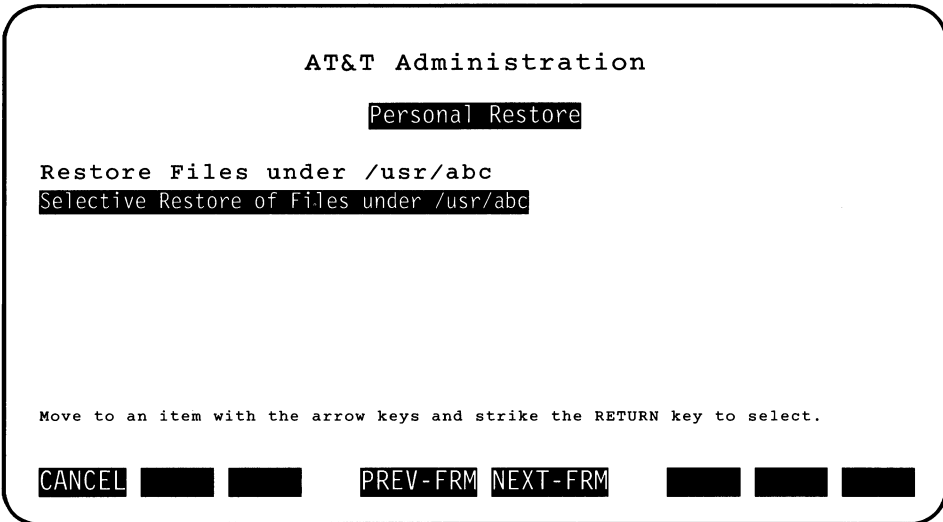 AT&T Administration
Personal Restore
Restore Files under /usr/abc
Selective Restore of Files under /usr/abc
Move to an item with the arrow keys and strike the RETURN key to select.
CANCEL PREV-FRM NEXT-FRM